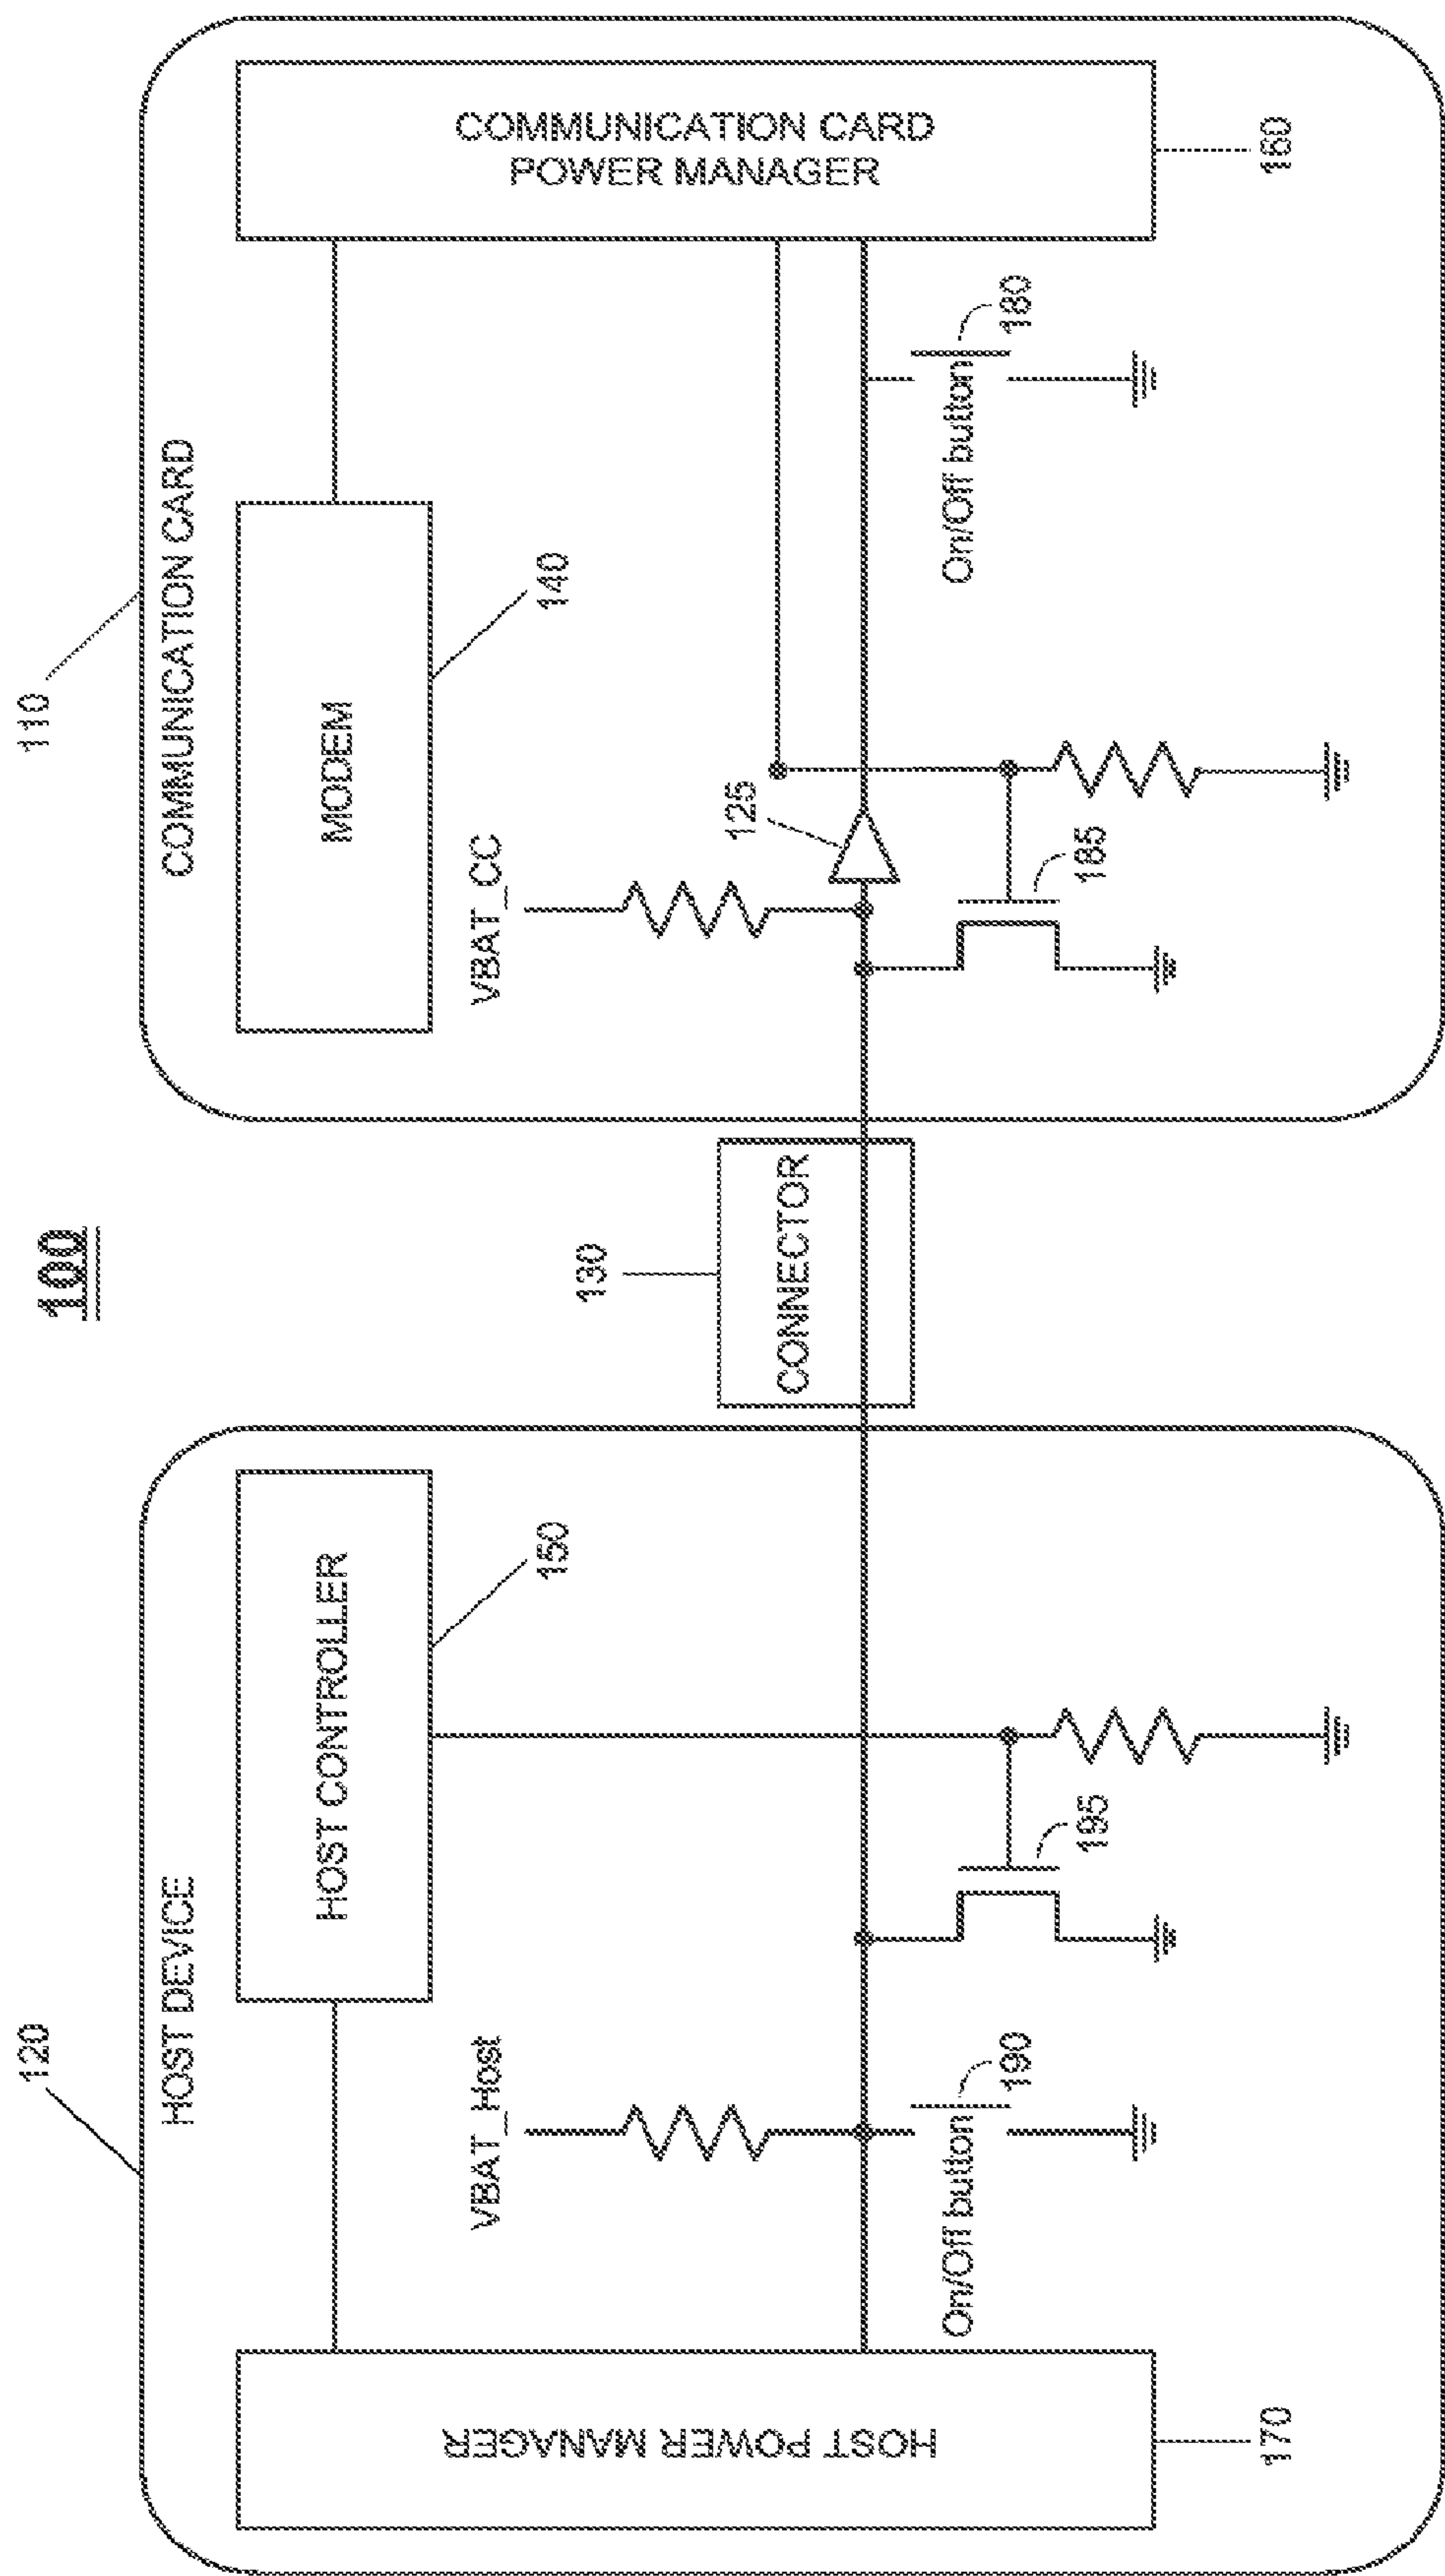 100
120
HOST DEVICE
HOST CONTROLLER
150
VBAT_Host
HOST POWER MANAGER
170
On/Off button
190
195
130
CONNECTOR
110
COMMUNICATION CARD
MODEM
140
VBAT_CC
125
185
On/Off button
180
COMMUNICATION CARD
POWER MANAGER
160